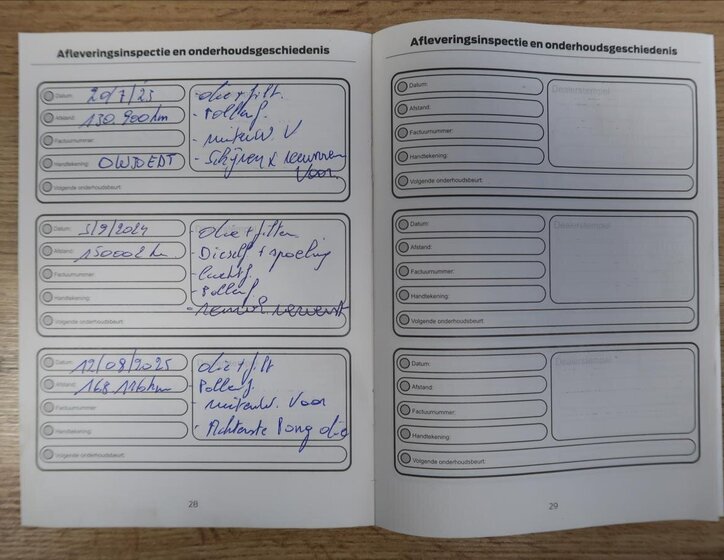 Afleveringsinspectie en onderhoudsgeschiedenis
Datum: 20/7/23
Afstand: 130.900km
Factuurnummer:
Handtekening:
Volgende onderhoudsbeurt:
- olie + filt.
- Pollenf.
- ruitenw. V
- Schijven & remmen
Voor
Datum: 3/9/2024
Afstand: 150002 km
Factuurnummer:
Handtekening:
Volgende onderhoudsbeurt:
- olie + filter
- Dieself + spoeling
- luchtf.
- Pollenf
Datum: 12/08/2025
Afstand: 168 116 km
Factuurnummer:
Handtekening:
Volgende onderhoudsbeurt:
olie + filt
Pollenf.
- ruitenw. Voor
- Achterste
28
Afleveringsinspectie en onderhoudsgeschiedenis
Datum:
Afstand:
Factuurnummer:
Handtekening:
Volgende onderhoudsbeurt:
Dealerstempel
Datum:
Afstand:
Factuurnummer:
Handtekening:
Volgende onderhoudsbeurt:
Dealerstempel
Datum:
Afstand:
Factuurnummer:
Handtekening:
Volgende onderhoudsbeurt:
Dealerstempel
29